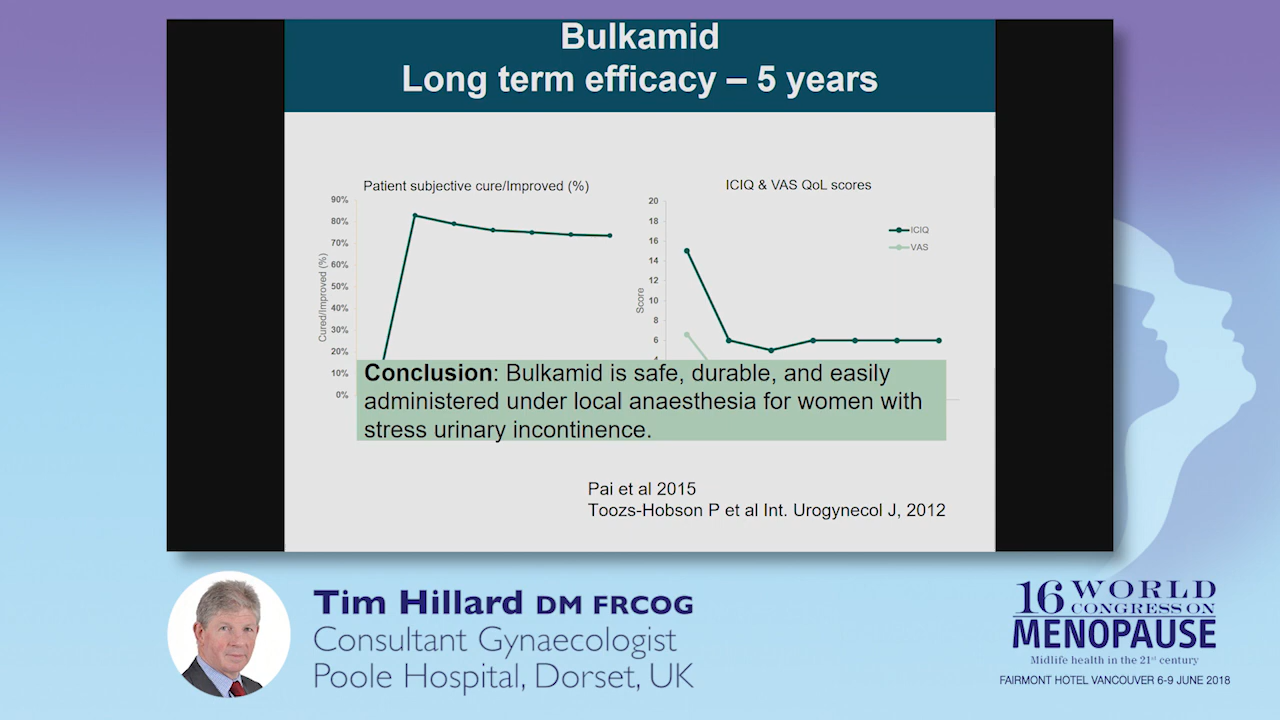 Bulkamid
Long term efficacy – 5 years
Patient subjective cure/Improved (%)
Cured/Improved (%)
90%
80%
70%
60%
50%
40%
30%
20%
10%
0%
ICIQ & VAS QoL scores
Score
20
18
16
14
12
10
8
6
ICIQ
VAS
Conclusion: Bulkamid is safe, durable, and easily
administered under local anaesthesia for women with
stress urinary incontinence.
Pai et al 2015
Toozs-Hobson P et al Int. Urogynecol J, 2012
Tim Hillard DM FRCOG
Consultant Gynaecologist
Poole Hospital, Dorset, UK
16 WORLD
CONGRESS ON
MENOPAUSE
Midlife health in the 21st century
FAIRMONT HOTEL VANCOUVER 6-9 JUNE 2018